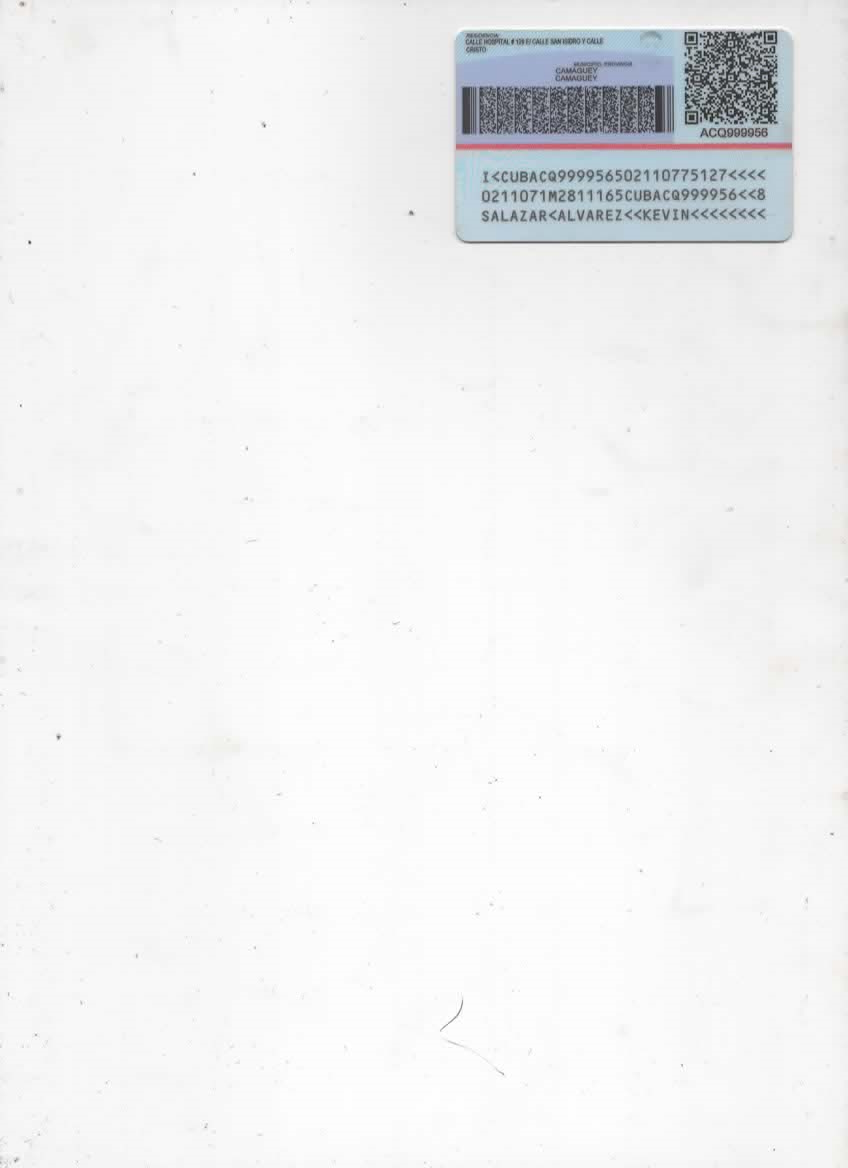 RESIDENCIA:
CALLE HOSPITAL # 129 E/ CALLE SAN ISIDRO Y CALLE
CRISTO
MUNICIPIO, PROVINCIA
CAMAGUEY
CAMAGUEY
ACQ999956
I<CUBACQ999956502110775127<<<<
0211071M2811165CUBACQ999956<<8
SALAZAR<ALVAREZ<<KEVIN<<<<<<<<